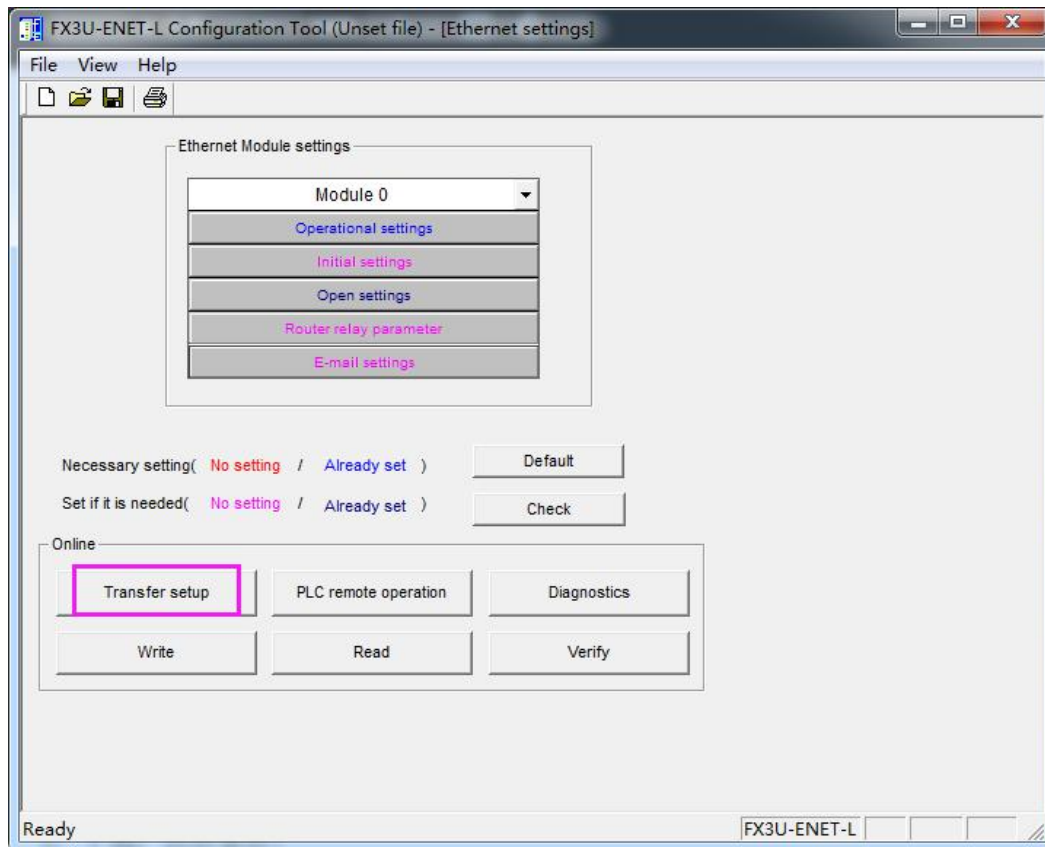 FX3U-ENET-L Configuration Tool (Unset file) - [Ethernet settings]
File View Help
Ethernet Module settings
Module 0
Operational settings
Initial settings
Open settings
Router relay parameter
E-mail settings
Necessary setting( No setting / Already set )
Default
Set if it is needed( No setting / Already set )
Check
Online
Transfer setup PLC remote operation Diagnostics
Write Read Verify
Ready FX3U-ENET-L